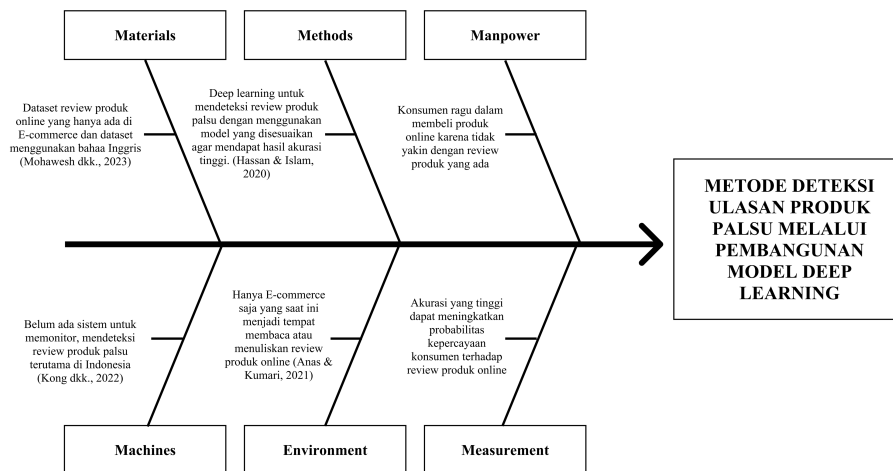 Materials
Methods
Manpower
Dataset review produk
online yang hanya ada di
E-commerce dan dataset
menggunakan bahaa Inggris
(Mohawesh dkk., 2023)
Deep learning untuk
mendeteksi review produk
palsu dengan menggunakan
model yang disesuaikan
agar mendapat hasil akurasi
tinggi. (Hassan & Islam,
2020)
Konsumen ragu dalam
membeli produk
online karena tidak
yakin dengan review
produk yang ada
METODE DETEKSI
ULASAN PRODUK
PALSU MELALUI
PEMBANGUNAN
MODEL DEEP
LEARNING
Belum ada sistem untuk
memonitor, mendeteksi
review produk palsu
terutama di Indonesia
(Kong dkk., 2022)
Hanya E-commerce
saja yang saat ini
menjadi tempat
membaca atau
menuliskan review
produk online (Anas &
Kumari, 2021)
Akurasi yang tinggi
dapat meningkatkan
probabilitas
kepercayaan
konsumen terhadap
review produk online
Machines
Environment
Measurement